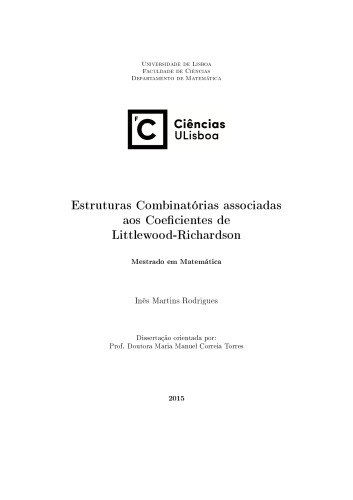 Universidade de Lisboa
Faculdade de Ciências
Departamento de Matemática
F
C
Ciências
ULisboa
Estruturas Combinatórias associadas
aos Coeficientes de
Littlewood-Richardson
Mestrado em Matemática
Inês Martins Rodrigues
Dissertação orientada por:
Prof. Doutora Maria Manuel Correia Torres
2015